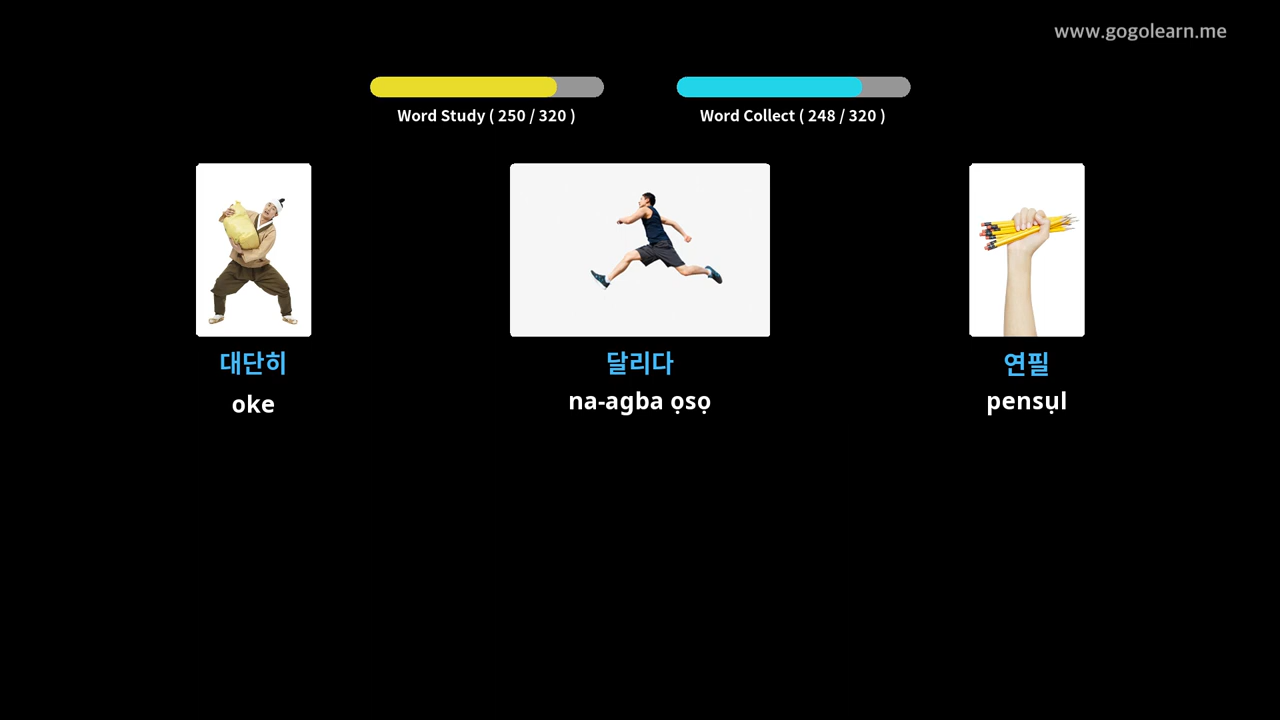 www.gogolearn.me
Word Study ( 250 / 320 )
Word Collect ( 248 / 320 )
대단히
달리다
연필
oke
na-agba ọsọ
pensụl